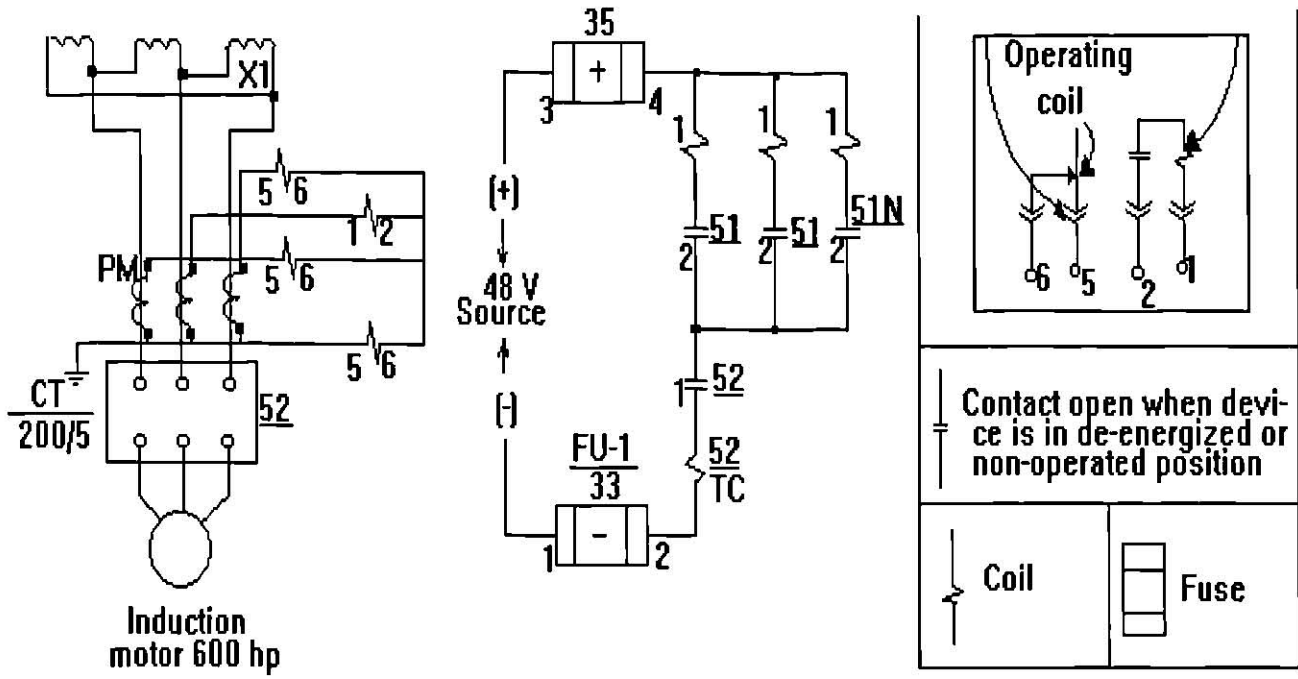 X1
5 6
1 2
PM
5 6
5 6
CT
200/5
52
Induction
motor 600 hp
35
+
3
4
(+)
48 V
Source
(-)
1
1
1
51
51
51N
2
2
2
1
52
52
TC
FU-1
33
-
1
2
Operating
coil
6
5
2
1
Contact open when devi-
ce is in de-energized or
non-operated position
Coil
Fuse